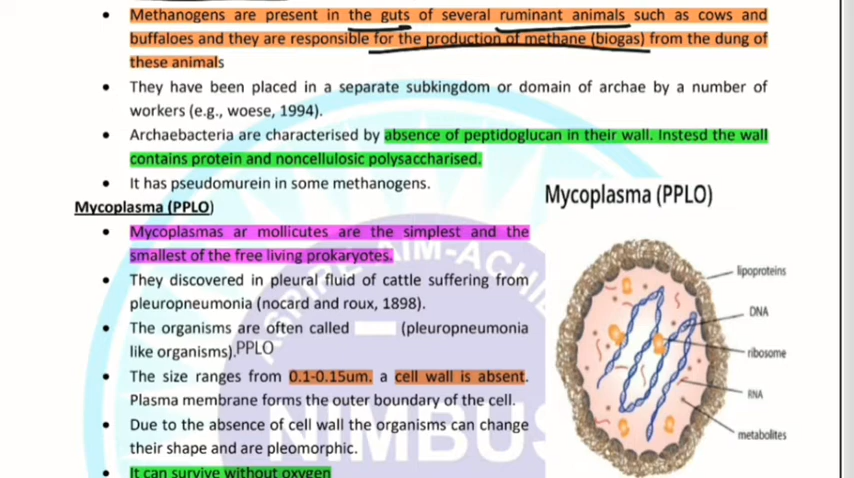 Methanogens are present in the guts of several ruminant animals such as cows and
buffaloes and they are responsible for the production of methane (biogas) from the dung of
these animals
They have been placed in a separate subkingdom or domain of archae by a number of
workers (e.g., woese, 1994).
Archaebacteria are characterised by absence of peptidoglucan in their wall. Instesd the wall
contains protein and noncellulosic polysaccharised.
It has pseudomurein in some methanogens.
Mycoplasma (PPLO)
Mycoplasmas ar mollicutes are the simplest and the
smallest of the free living prokaryotes.
They discovered in pleural fluid of cattle suffering from
pleuropneumonia (nocard and roux, 1898).
The organisms are often called (pleuropneumonia
like organisms).PPLO
The size ranges from 0.1-0.15um. a cell wall is absent.
Plasma membrane forms the outer boundary of the cell.
Due to the absence of cell wall the organisms can change
their shape and are pleomorphic.
It can survive without oxygen
Mycoplasma (PPLO)
lipoproteins
DNA
ribosome
RNA
metabolites
NIMBUS